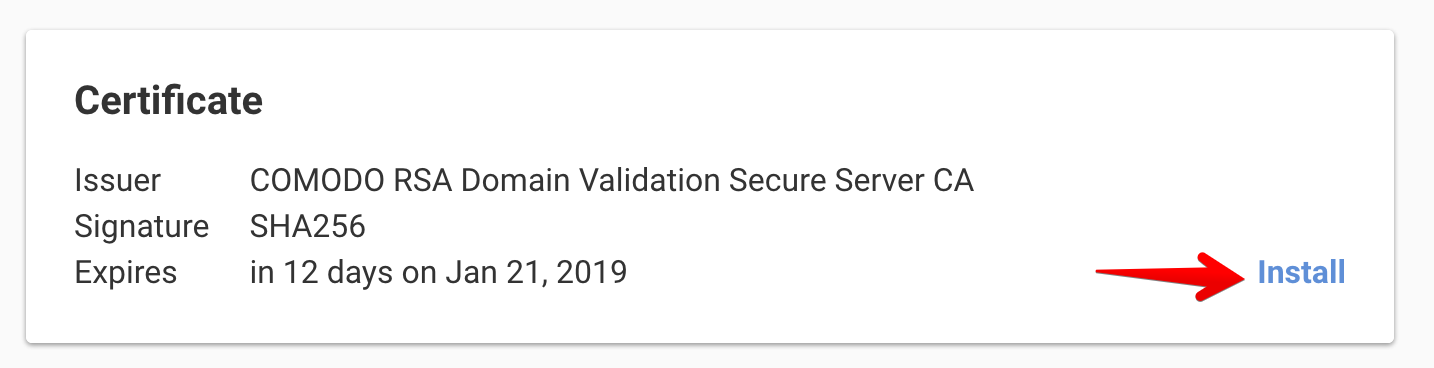 Certificate
Issuer COMODO RSA Domain Validation Secure Server CA
Signature SHA256
Expires in 12 days on Jan 21, 2019 Install